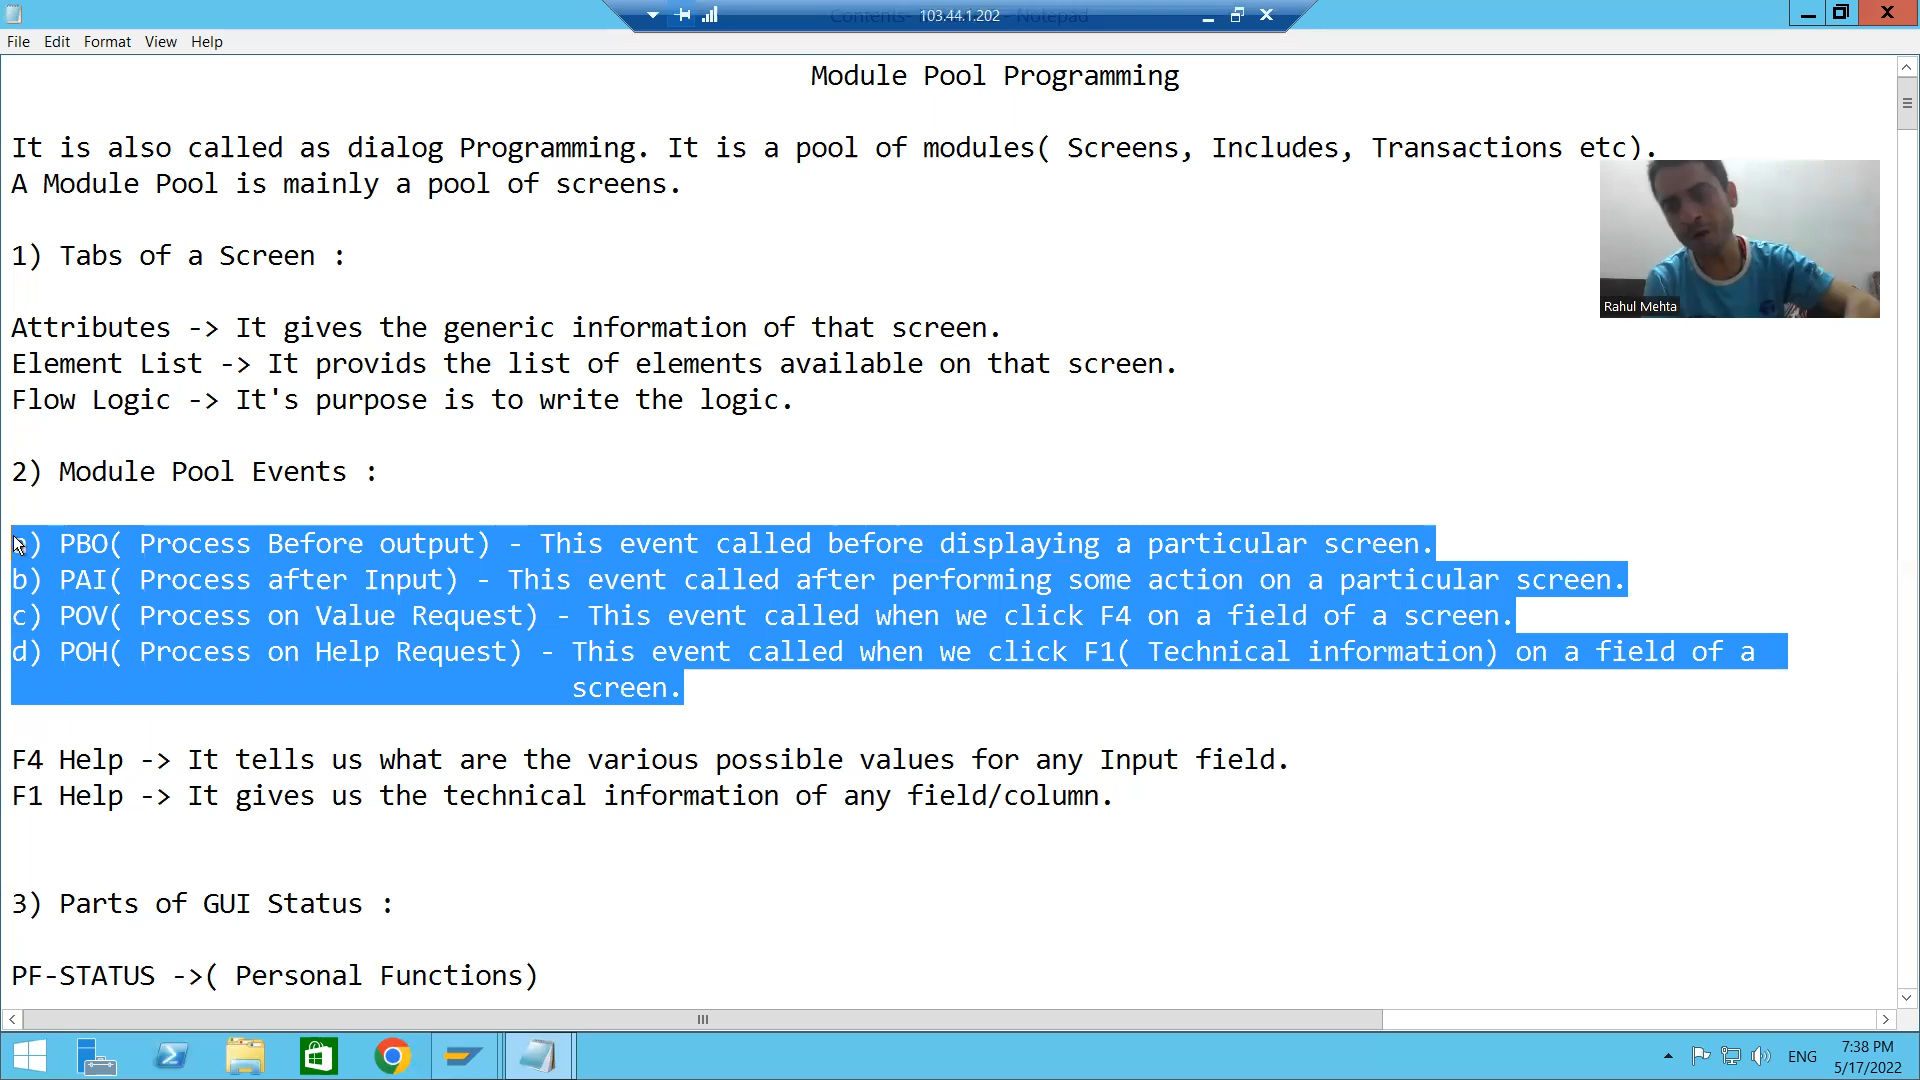 Contents- Notepad
103.44.1.202
File Edit Format View Help
Module Pool Programming
It is also called as dialog Programming. It is a pool of modules( Screens, Includes, Transactions etc).
A Module Pool is mainly a pool of screens.
1) Tabs of a Screen :
Attributes -> It gives the generic information of that screen.
Element List -> It provids the list of elements available on that screen.
Flow Logic -> It's purpose is to write the logic.
2) Module Pool Events :
a) PBO( Process Before output) - This event called before displaying a particular screen.
b) PAI( Process after Input) - This event called after performing some action on a particular screen.
c) POV( Process on Value Request) - This event called when we click F4 on a field of a screen.
d) POH( Process on Help Request) - This event called when we click F1( Technical information) on a field of a
screen.
F4 Help -> It tells us what are the various possible values for any Input field.
F1 Help -> It gives us the technical information of any field/column.
3) Parts of GUI Status :
PF-STATUS ->( Personal Functions)
Rahul Mehta
ENG
7:38 PM
5/17/2022